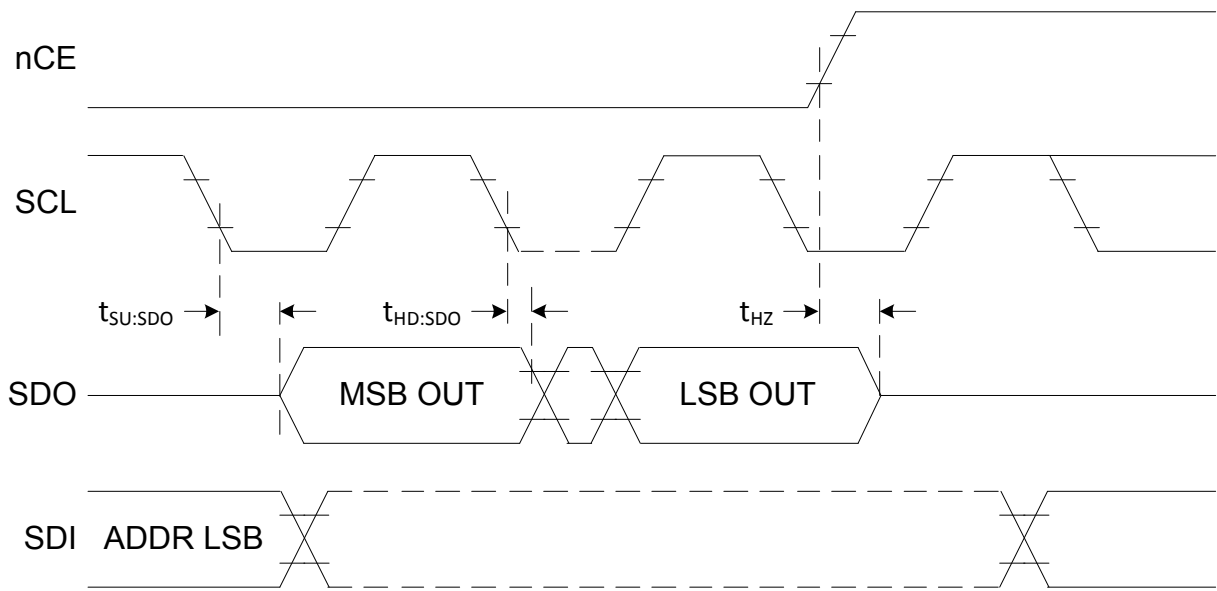 nCE
SCL
tSU:SDO
tHD:SDO
tHZ
SDO
MSB OUT
LSB OUT
SDI
ADDR LSB